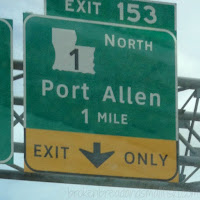 EXIT 153
NORTH
1
Port Allen
1 MILE
EXIT ONLY